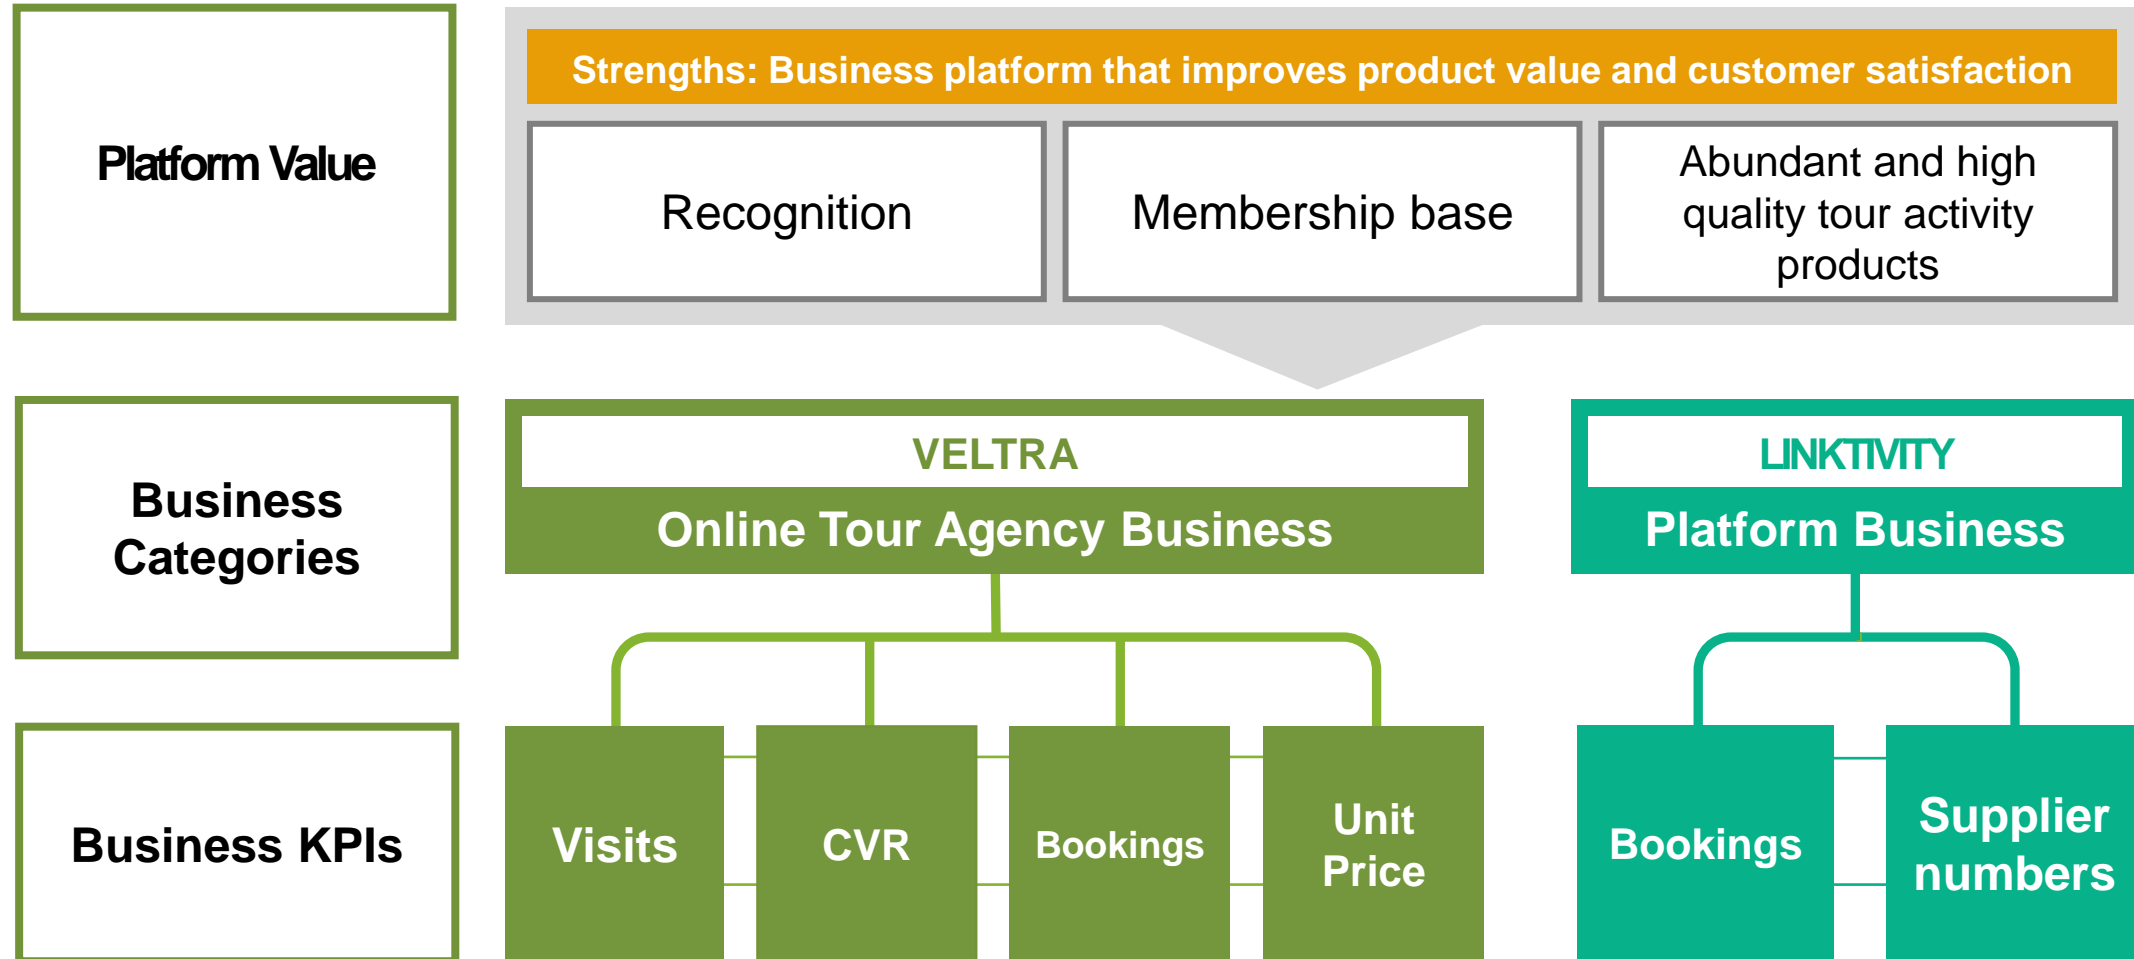 Platform Value
Strengths: Business platform that improves product value and customer satisfaction
Recognition
Membership base
Abundant and high
quality tour activity
products
Business
Categories
VELTRA
Online Tour Agency Business
LINKTIVITY
Platform Business
Business KPIs
Visits
CVR
Bookings
Unit
Price
Bookings
Supplier
numbers